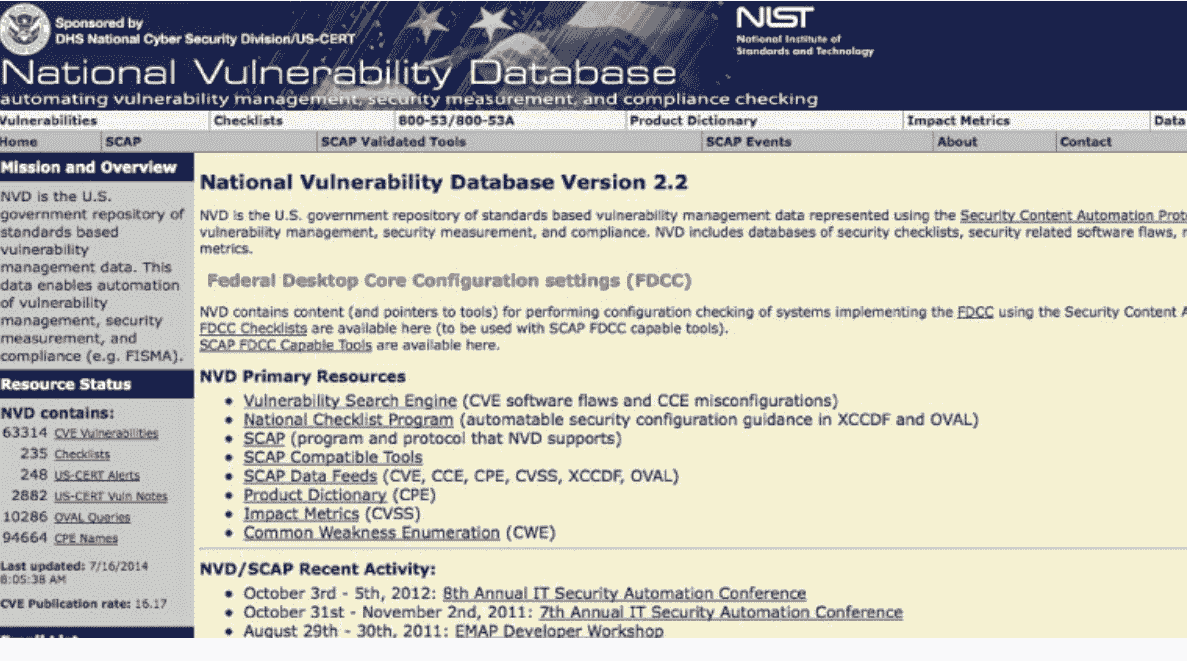 Sponsored by
DHS National Cyber Security Division/US-CERT
NIST
National Institute of
Standards and Technology
National Vulnerability Database
automating vulnerability management, security measurement, and compliance checking
Vulnerabilities Checklists 800-53/800-53A Product Dictionary Impact Metrics Data
Home SCAP SCAP Validated Tools SCAP Events About Contact
Mission and Overview
NVD is the U.S.
government repository of
standards based
vulnerability
management data. This
data enables automation
of vulnerability
management, security
measurement, and
compliance (e.g. FISMA).
Resource Status
NVD contains:
63314 CVE Vulnerabilities
235 Checklists
248 US-CERT Alerts
2882 US-CERT Vuln Notes
10286 OVAL Queries
94664 CPE Names
Last updated: 7/16/2014
8:05:38 AM
CVE Publication rate: 16.17
National Vulnerability Database Version 2.2
NVD is the U.S. government repository of standards based vulnerability management data represented using the Security Content Automation Prot
vulnerability management, security measurement, and compliance. NVD includes databases of security checklists, security related software flaws,
metrics.
Federal Desktop Core Configuration settings (FDCC)
NVD contains content (and pointers to tools) for performing configuration checking of systems implementing the FDCC using the Security Content A
FDCC Checklists are available here (to be used with SCAP FDCC capable tools).
SCAP FDCC Capable Tools are available here.
NVD Primary Resources
• Vulnerability Search Engine (CVE software flaws and CCE misconfigurations)
• National Checklist Program (automatable security configuration guidance in XCCDF and OVAL)
• SCAP (program and protocol that NVD supports)
• SCAP Compatible Tools
• SCAP Data Feeds (CVE, CCE, CPE, CVSS, XCCDF, OVAL)
• Product Dictionary (CPE)
• Impact Metrics (CVSS)
• Common Weakness Enumeration (CWE)
NVD/SCAP Recent Activity:
• October 3rd - 5th, 2012: 8th Annual IT Security Automation Conference
• October 31st - November 2nd, 2011: 7th Annual IT Security Automation Conference
• August 29th - 30th, 2011: EMAP Developer Workshop